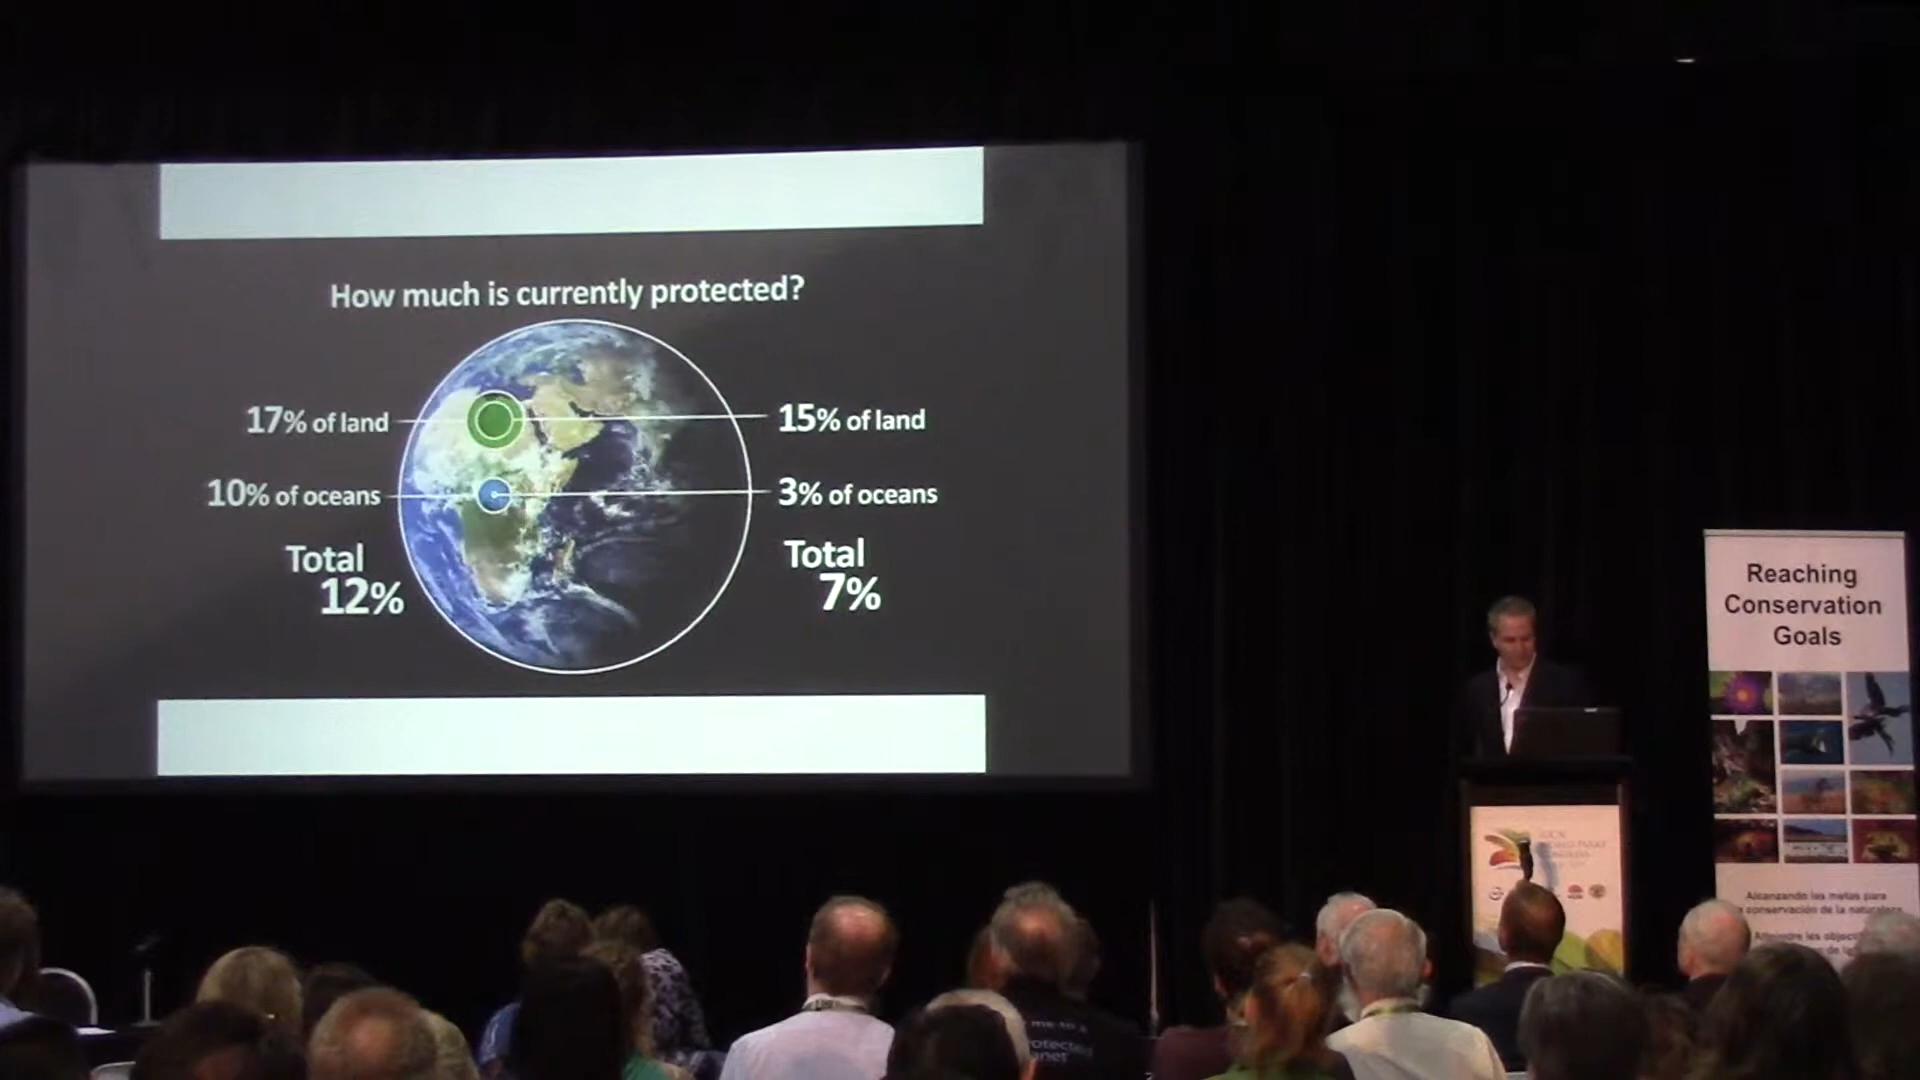 How much is currently protected?
17% of land
15% of land
10% of oceans
3% of oceans
Total
12%
Total
7%
Reaching
Conservation
Goals
Alcanzando las metas para
conservación de la naturaleza